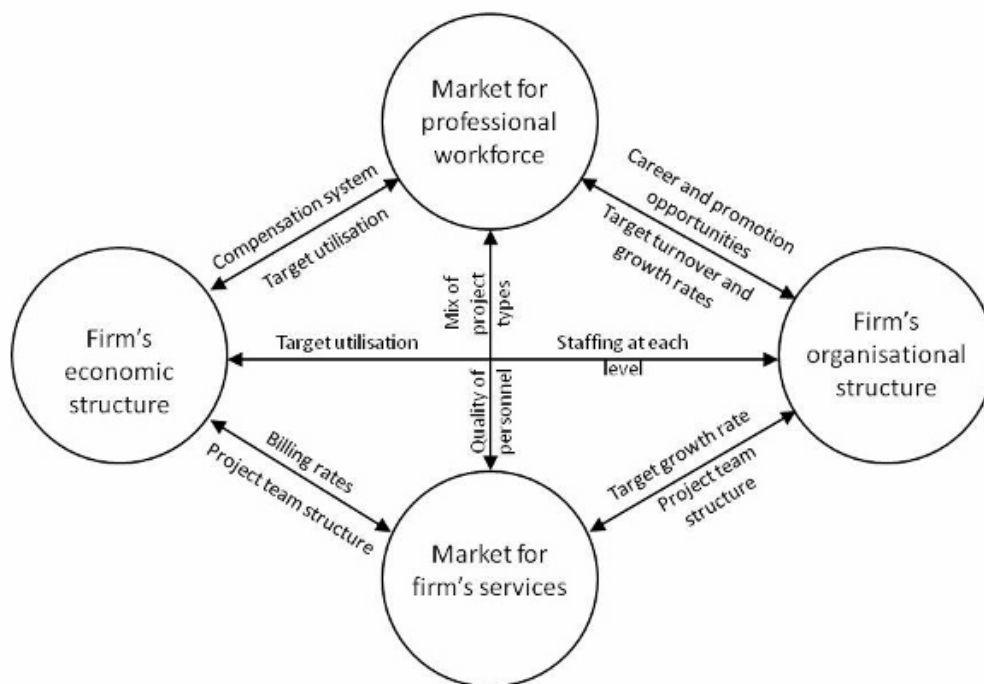 Market for
professional
workforce
Compensation system
Target utilisation
Career and promotion
opportunities
Target turnover and
growth rates
Mix of
project
types
Firm's
economic
structure
Target utilisation
Staffing at each
level
Firm's
organisational
structure
Quality of
personnel
Billing rates
Project team structure
Target growth rate
Project team
structure
Market for
firm's services